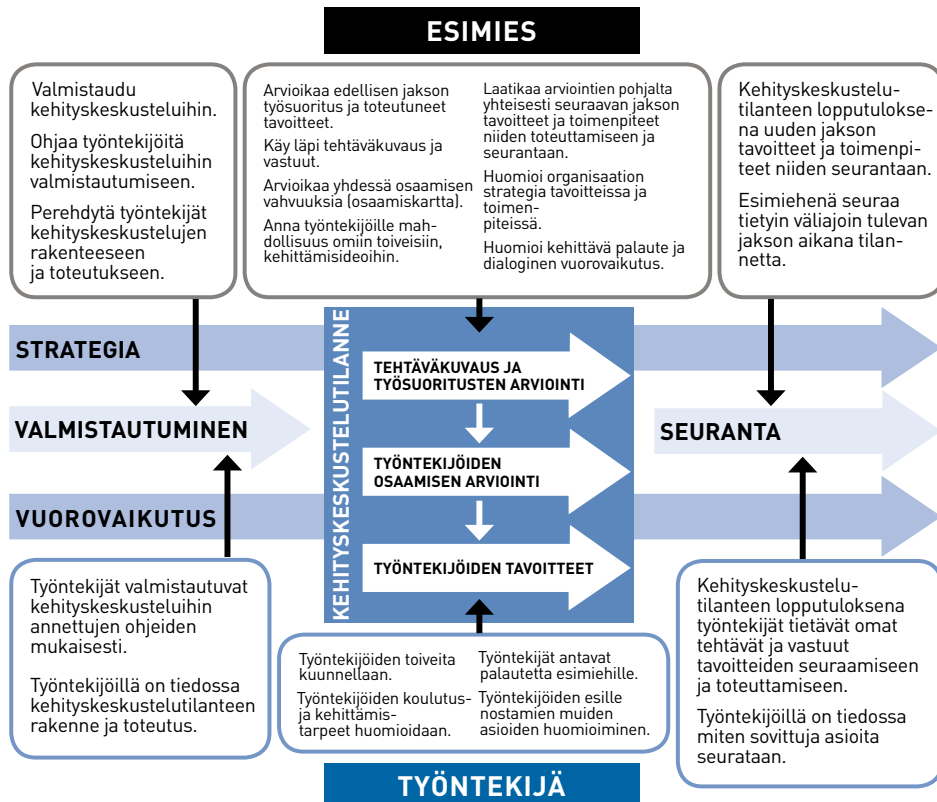 ESIMIES
Valmistaudu
kehityskeskusteluihin.
Ohjaa työntekijöitä
kehityskeskusteluihin
valmistautumiseen.
Perehdytä työntekijät
kehityskeskustelujen
rakenteeseen
ja toteutukseen.
Arvioikaa edellisen jakson
työsuoritus ja toteutuneet
tavoitteet.
Käy läpi tehtäväkuvaus ja
vastuut.
Arvioikaa yhdessä osaamisen
vahvuuksia (osaamiskartta).
Anna työntekijöille mah-
dollisuus omiin toiveisiin,
kehittämisideoihin.
Laatikaa arviointien pohjalta
yhteisesti seuraavan jakson
tavoitteet ja toimenpiteet
niiden toteuttamiseen ja
seurantaan.
Huomioi organisaation
strategia tavoitteissa ja
toimen-
piteissä.
Huomioi kehittävä palaute ja
dialoginen vuorovaikutus.
Kehityskeskustelu-
tilanteen lopputulokse-
na uuden jakson
tavoitteet ja toimenpi-
teet niiden seurantaan.
Esimiehenä seuraa
tietyin väliajoin tulevan
jakson aikana tilan-
netta.
STRATEGIA
VALMISTAUTUMINEN
VUOROVAIKUTUS
KEHITYSKESKUSTELUTILANNE
TEHTÄVÄKUVAUS JA
TYÖSUORITUSTEN ARVIOINTI
TYÖNTEKIJÖIDEN
OSAAMISEN ARVIOINTI
TYÖNTEKIJÖIDEN TAVOITTEET
SEURANTA
Työntekijät valmistautuvat
kehityskeskusteluihin
annettujen ohjeiden
mukaisesti.
Työntekijöillä on tiedossa
kehityskeskustelutilanteen
rakenne ja toteutus.
Työntekijöiden toiveita
kuunnellaan.
Työntekijöiden koulutus-
ja kehittämis-
tarpeet huomioidaan.
Työntekijät antavat
palautetta esimiehille.
Työntekijöiden esille
nostamien muiden
asioiden huomioiminen.
Kehityskeskustelu-
tilanteen lopputuloksena
työntekijät tietävät omat
tehtävät ja vastuut
tavoitteiden seuraamiseen
ja toteuttamiseen.
Työntekijöillä on tiedossa
miten sovittuja asioita
seurataan.
TYÖNTEKIJÄ